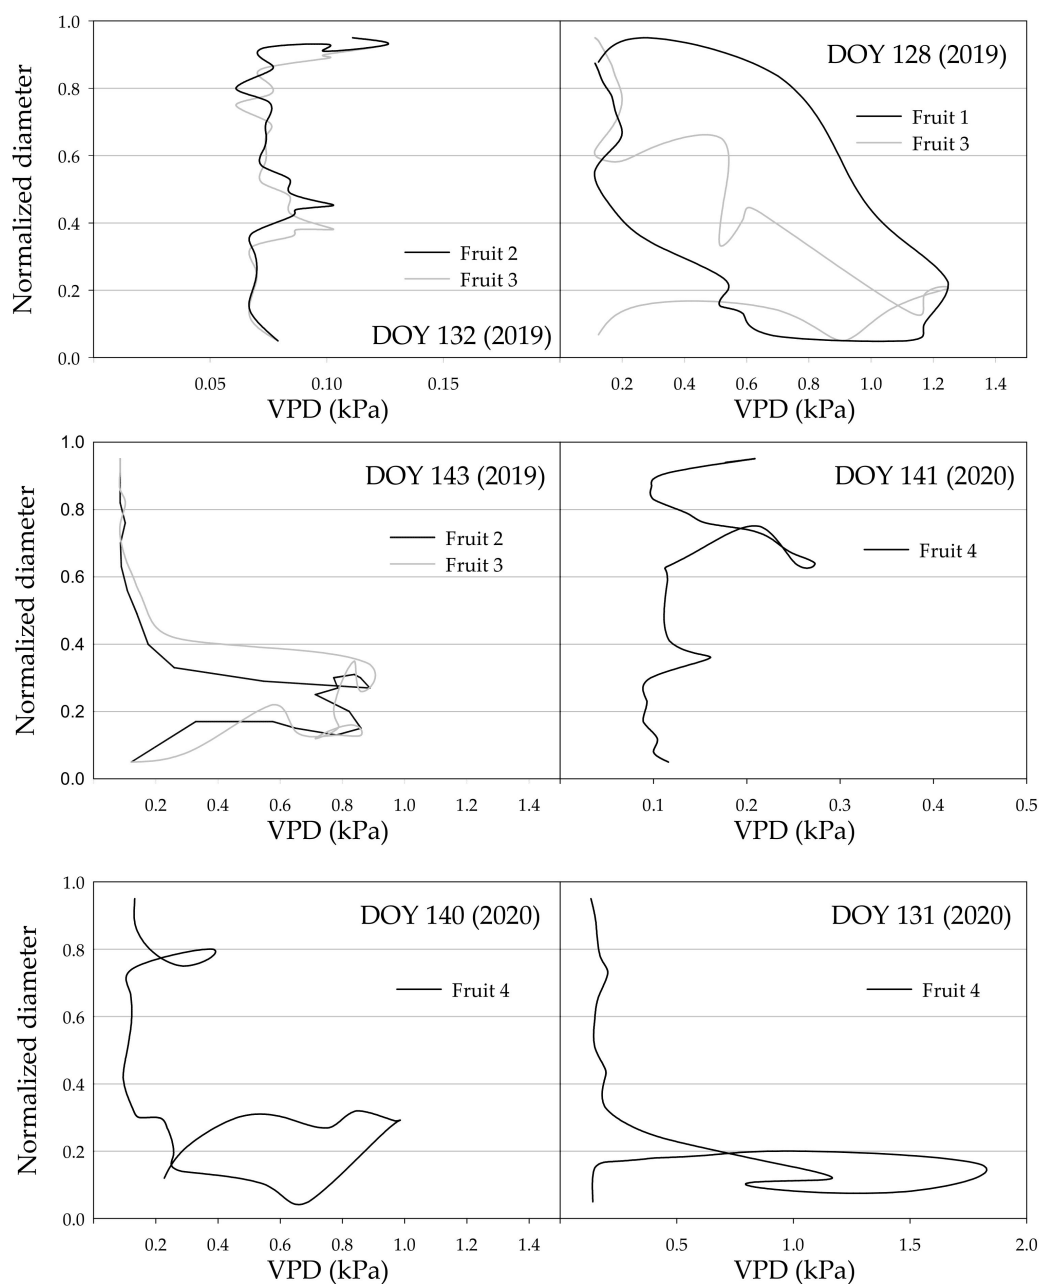 1.0
DOY 128 (2019)
0.8
Fruit 1
Fruit 3
0.6
Normalized diameter
0.4
Fruit 2
Fruit 3
0.2
DOY 132 (2019)
0.0
0.05 0.10 0.15 0.2 0.4 0.6 0.8 1.0 1.2 1.4
VPD (kPa) VPD (kPa)
1.0
DOY 143 (2019) DOY 141 (2020)
0.8
Fruit 2
Fruit 3
Fruit 4
0.6
Normalized diameter
0.4
0.2
0.0
0.2 0.4 0.6 0.8 1.0 1.2 1.4 0.1 0.2 0.3 0.4 0.5
VPD (kPa) VPD (kPa)
1.0
DOY 140 (2020) DOY 131 (2020)
0.8
Fruit 4 Fruit 4
0.6
Normalized diameter
0.4
0.2
0.0
0.2 0.4 0.6 0.8 1.0 1.2 1.4 0.5 1.0 1.5 2.0
VPD (kPa) VPD (kPa)